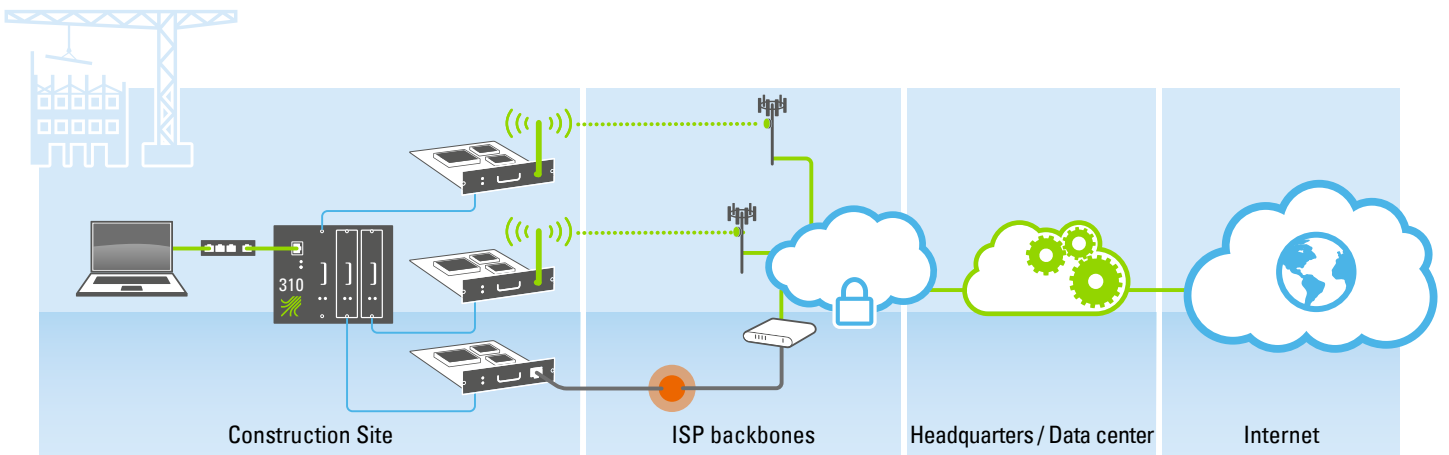 310
Construction Site
ISP backbones
Headquarters / Data center
Internet